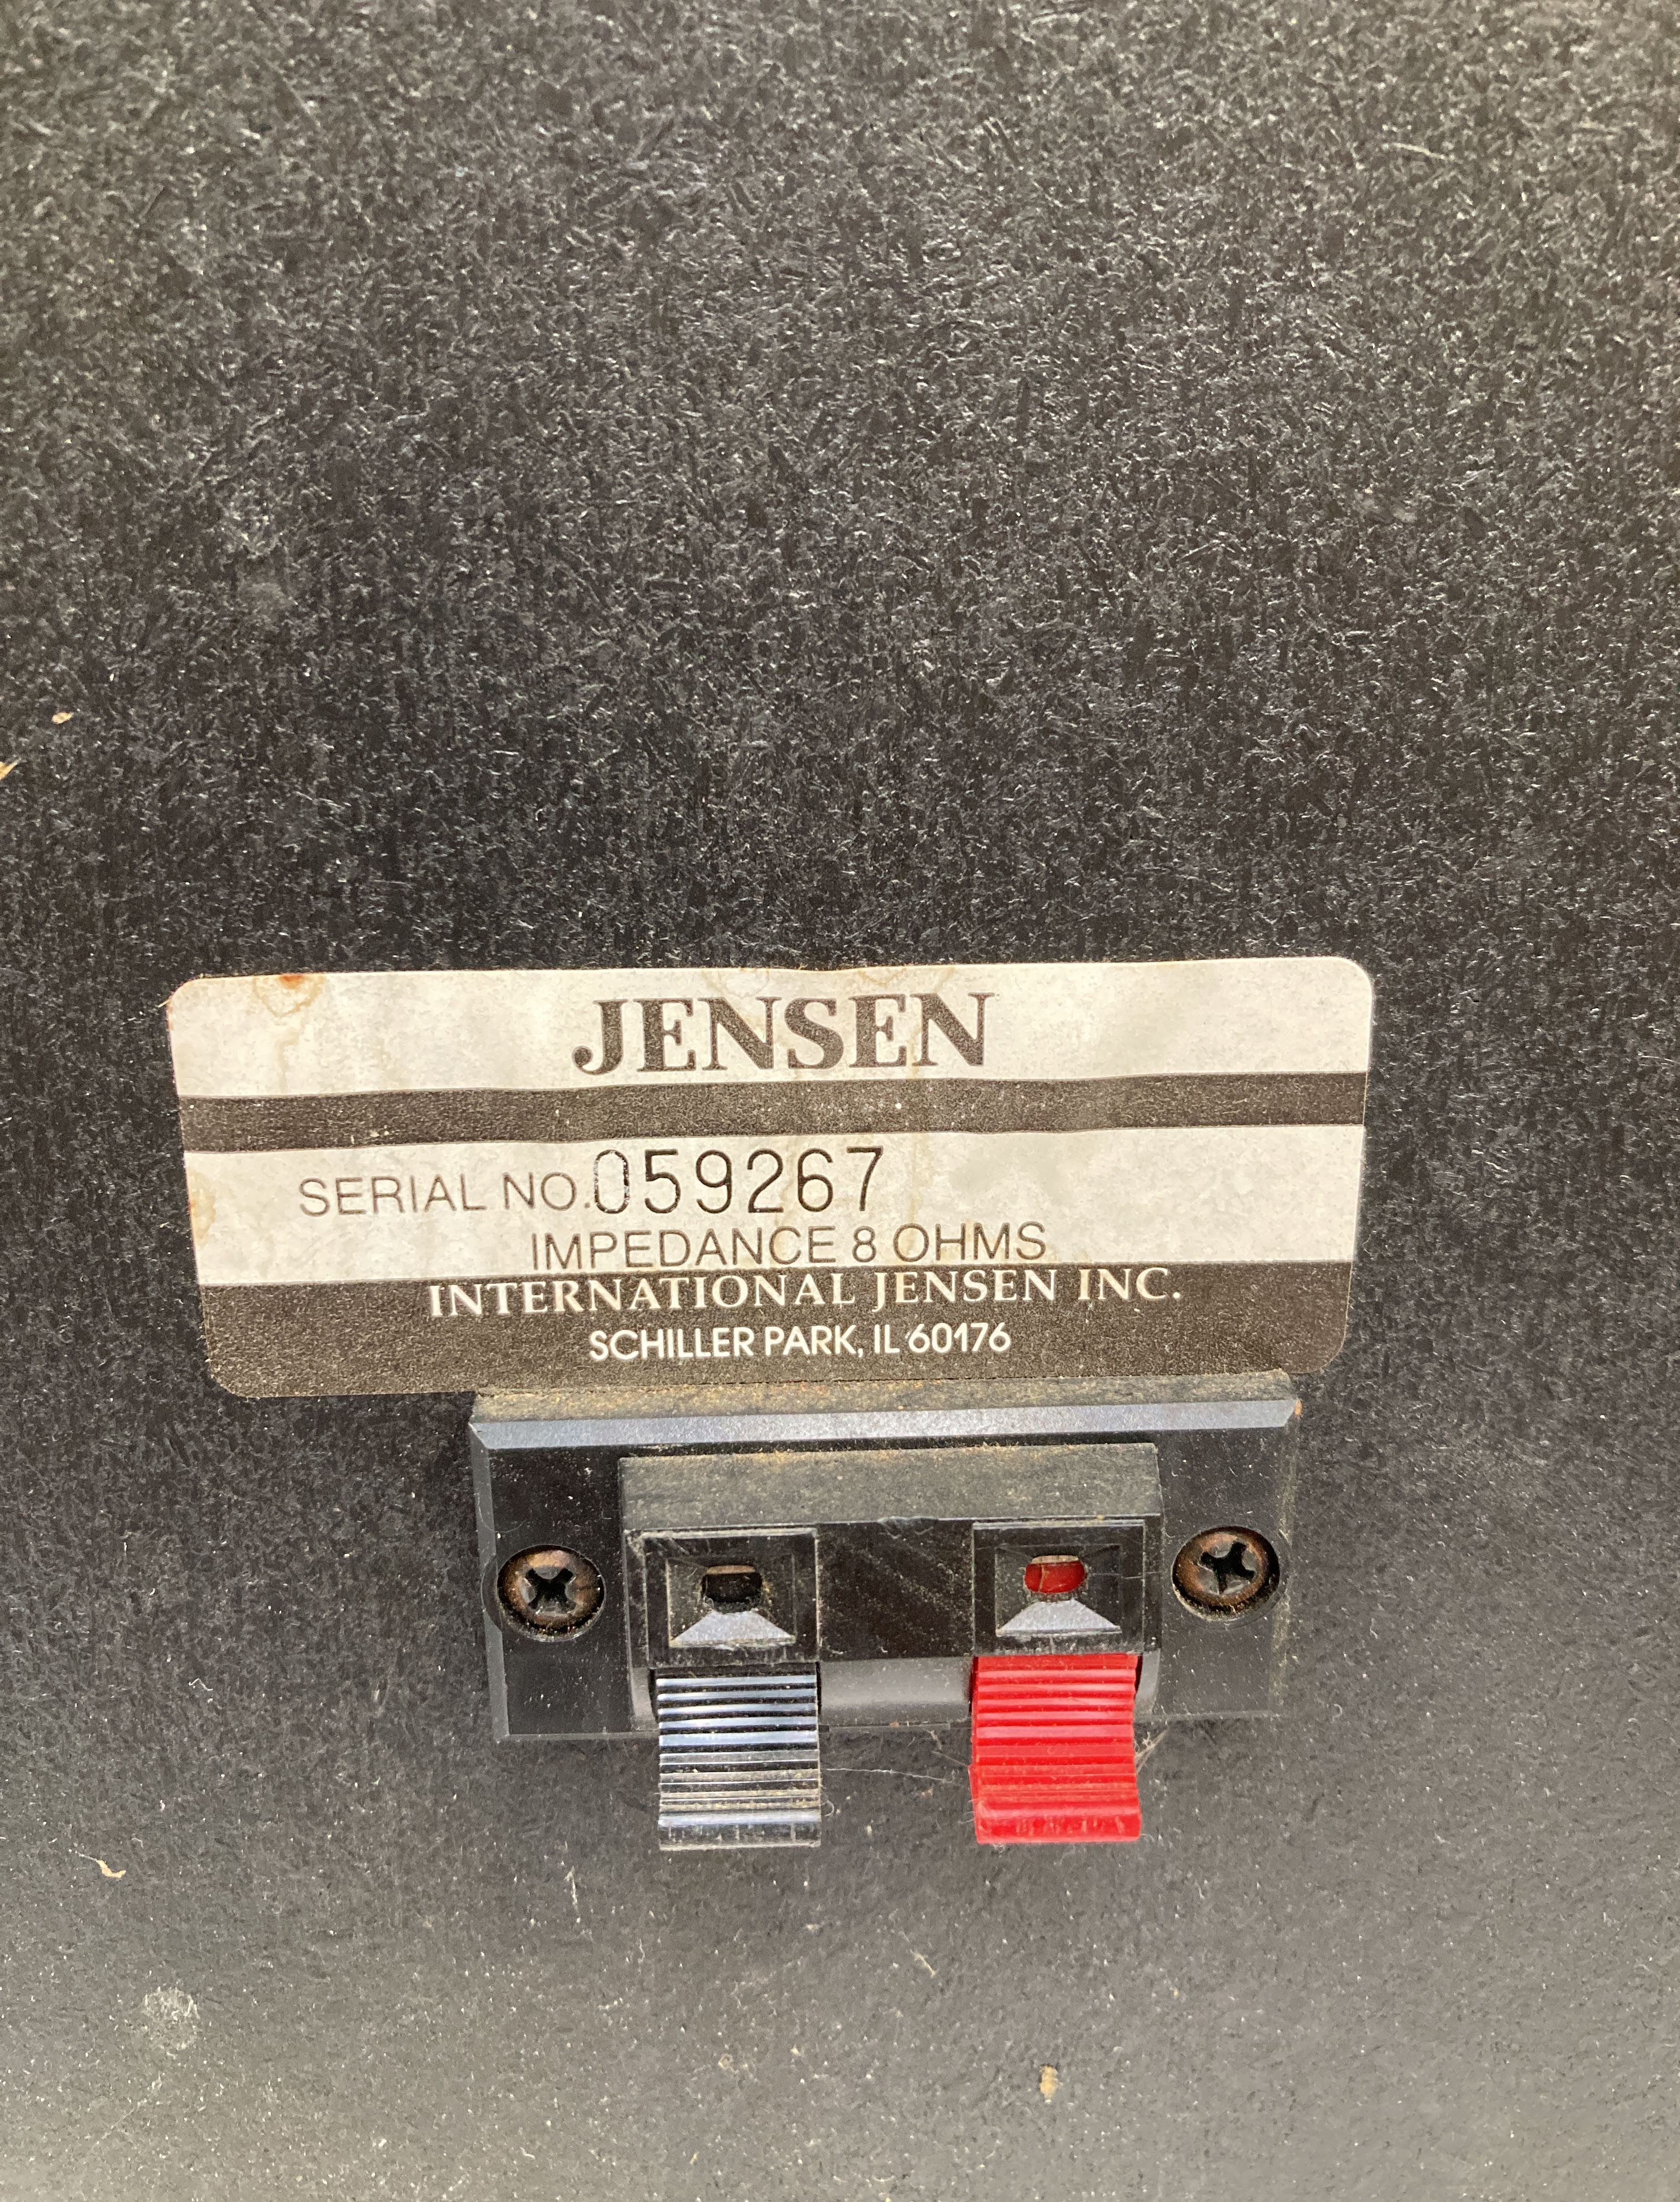 JENSEN
SERIAL NO. 059267
IMPEDANCE 8 OHMS
INTERNATIONAL JENSEN INC.
SCHILLER PARK, IL 60176